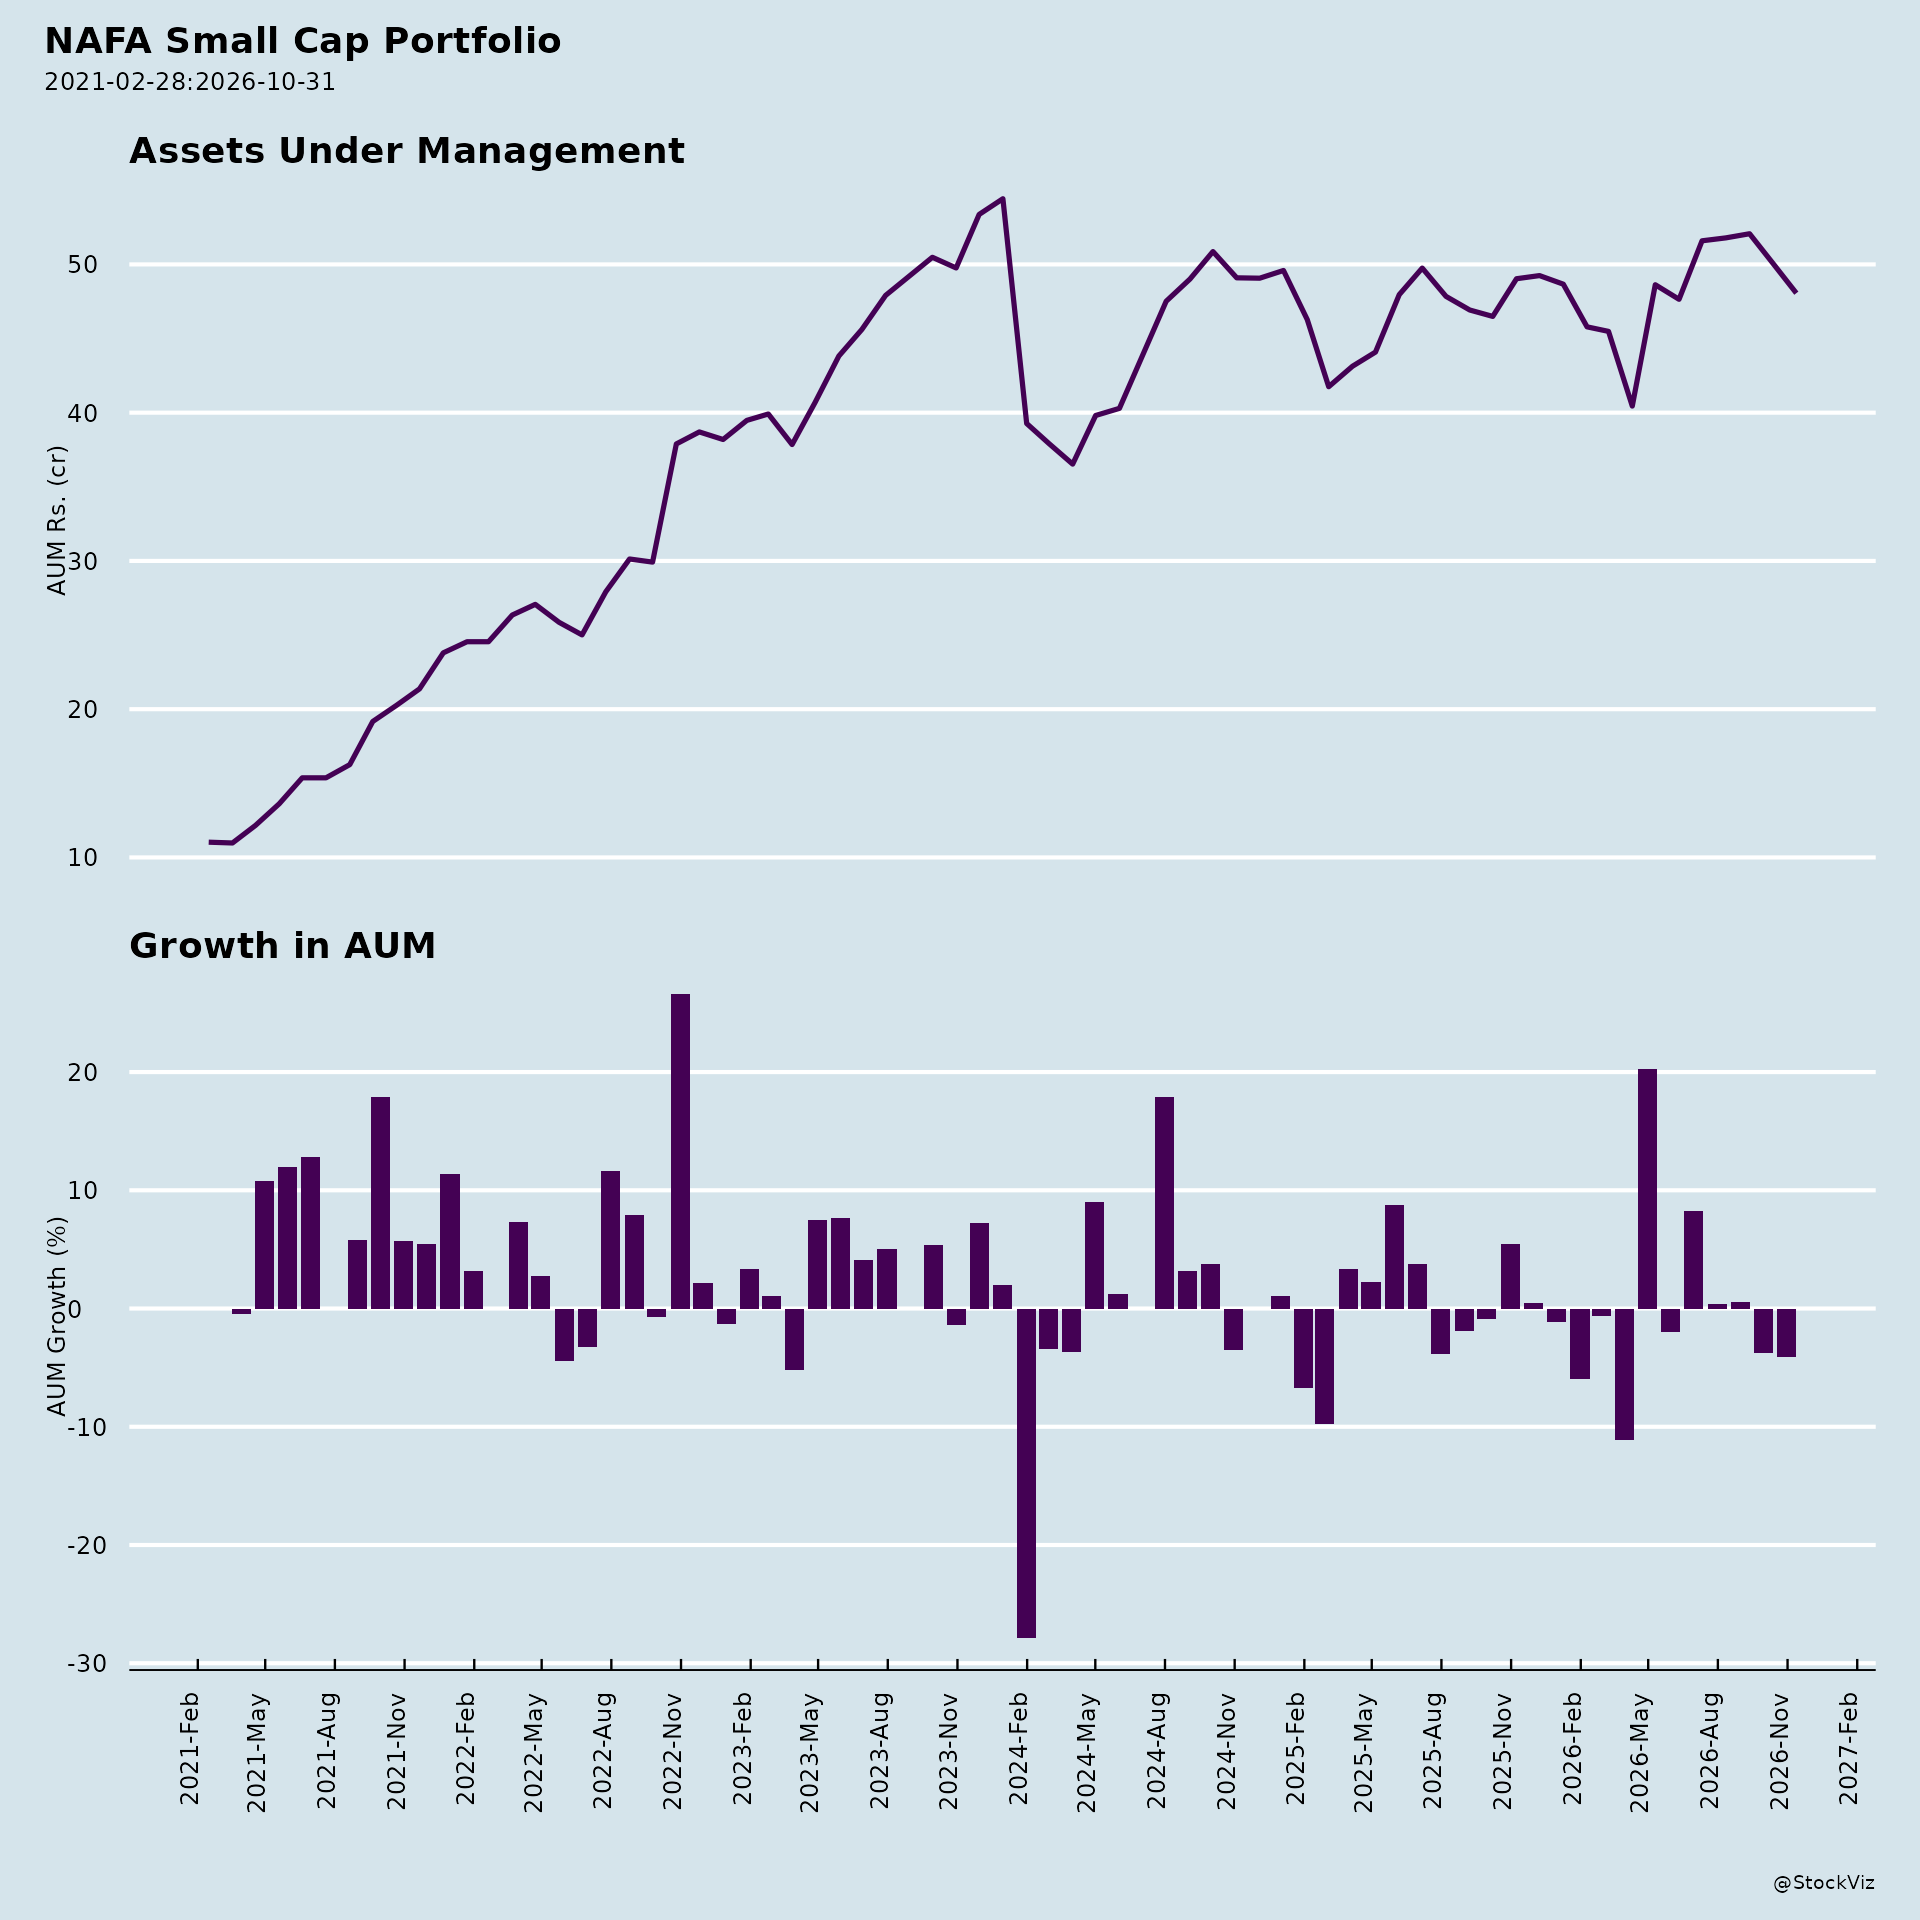 NAFA Small Cap Portfolio
2021-02-28:2026-10-31
Assets Under Management
AUM Rs. (cr)
50
40
30
20
10
Growth in AUM
AUM Growth (%)
20
10
0
-10
-20
-30
2021-Feb
2021-May
2021-Aug
2021-Nov
2022-Feb
2022-May
2022-Aug
2022-Nov
2023-Feb
2023-May
2023-Aug
2023-Nov
2024-Feb
2024-May
2024-Aug
2024-Nov
2025-Feb
2025-May
2025-Aug
2025-Nov
2026-Feb
2026-May
2026-Aug
2026-Nov
2027-Feb
@StockViz